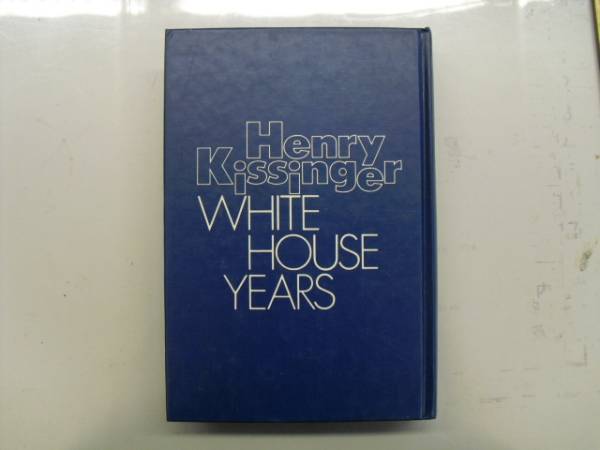 Henry
Kissinger
WHITE
HOUSE
YEARS